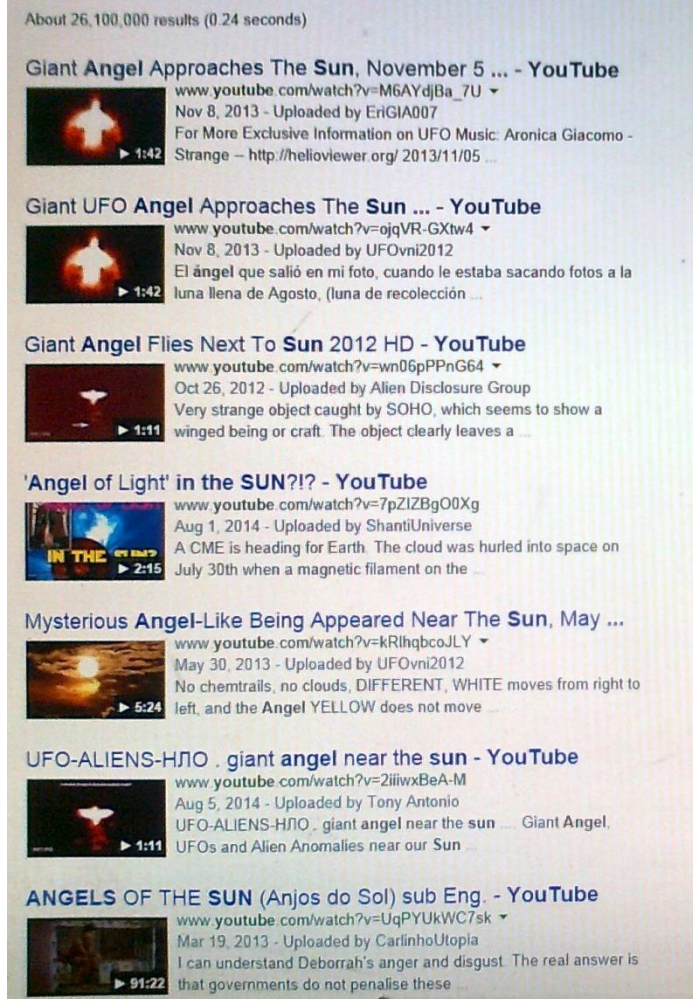 About 26,100,000 results (0.24 seconds)
Giant Angel Approaches The Sun, November 5 ... - YouTube
www.youtube.com/watch?v=M6AYdjBa_7U
Nov 8, 2013 - Uploaded by EriGIA007
For More Exclusive Information on UFO Music: Aronica Giacomo -
1:42
Strange – http://helioviewer.org/ 2013/11/05 ...
Giant UFO Angel Approaches The Sun ... - YouTube
www.youtube.com/watch?v=ojqVR-GXtw4
Nov 8, 2013 - Uploaded by UFOvni2012
El ángel que salió en mi foto, cuando le estaba sacando fotos a la
1:42
luna llena de Agosto, (luna de recolección ...
Giant Angel Flies Next To Sun 2012 HD - YouTube
www.youtube.com/watch?v=wn06pPPnG64
Oct 26, 2012 - Uploaded by Alien Disclosure Group
Very strange object caught by SOHO, which seems to show a
1:11
winged being or craft. The object clearly leaves a ...
'Angel of Light' in the SUN?!? - YouTube
www.youtube.com/watch?v=7pZIZBgO0Xg
Aug 1, 2014 - Uploaded by ShantiUniverse
A CME is heading for Earth. The cloud was hurled into space on
IN THE SUN?
2:15
July 30th when a magnetic filament on the ...
Mysterious Angel-Like Being Appeared Near The Sun, May ...
www.youtube.com/watch?v=kRlhqbcoJLY
May 30, 2013 - Uploaded by UFOvni2012
No chemtrails, no clouds, DIFFERENT, WHITE moves from right to
5:24
left, and the Angel YELLOW does not move ...
UFO-ALIENS-НЛО . giant angel near the sun - YouTube
www.youtube.com/watch?v=2iiiwxBeA-M
Aug 5, 2014 - Uploaded by Tony Antonio
UFO-ALIENS-НЛО . giant angel near the sun .... Giant Angel,
1:11
UFOs and Alien Anomalies near our Sun ...
ANGELS OF THE SUN (Anjos do Sol) sub Eng. - YouTube
www.youtube.com/watch?v=UqPYUkWC7sk
Mar 19, 2013 - Uploaded by CarlinhoUtopia
I can understand Deborrah's anger and disgust. The real answer is
91:22
that governments do not penalise these ...